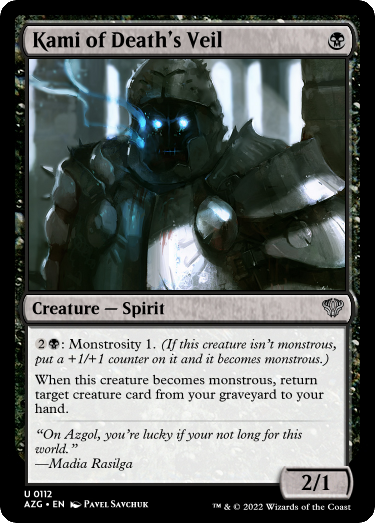 Kami of Death's Veil
Creature — Spirit
2: Monstrosity 1. (If this creature isn't monstrous,
put a +1/+1 counter on it and it becomes monstrous.)
When this creature becomes monstrous, return
target creature card from your graveyard to your
hand.
“On Azgol, you're lucky if your not long for this
world.”
—Madia Rasilga
2/1
U 0112
AZG • EN Pavel Savchuk
™ & © 2022 Wizards of the Coast